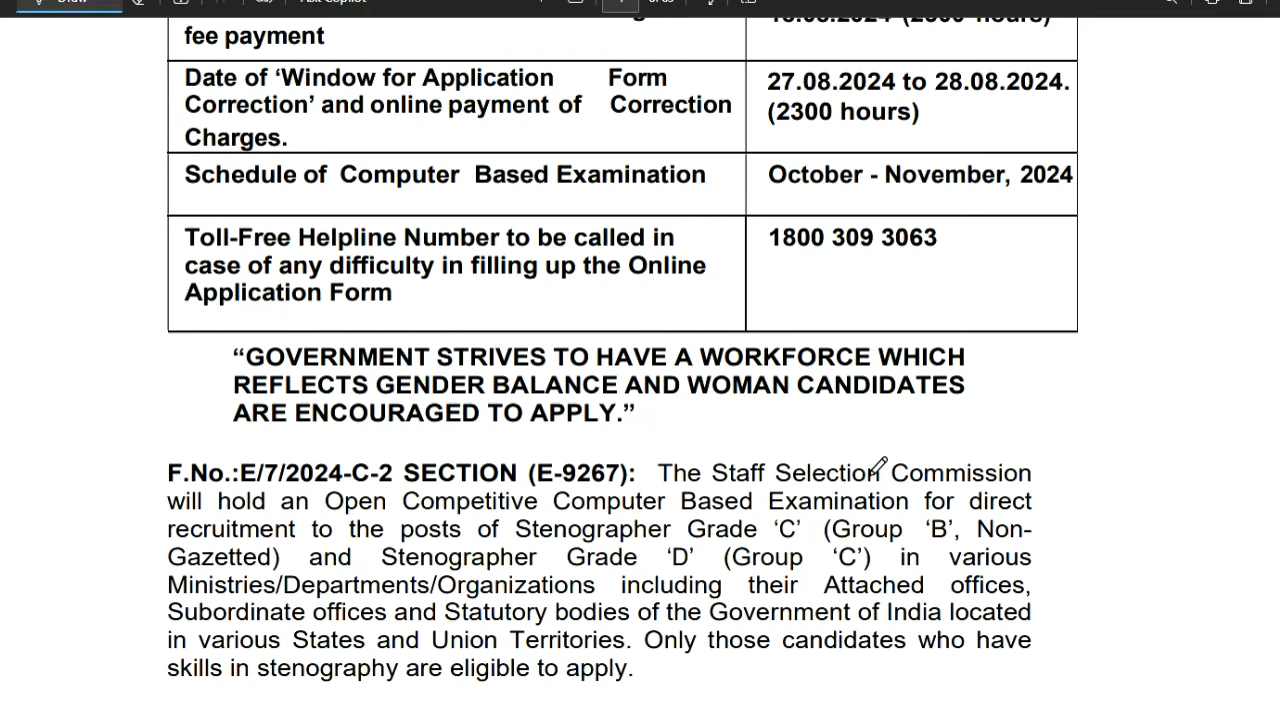 Draw
of 63
fee payment
Date of ‘Window for Application Form
Correction’ and online payment of Correction
Charges.
27.08.2024 to 28.08.2024.
(2300 hours)
Schedule of Computer Based Examination
October - November, 2024
Toll-Free Helpline Number to be called in
case of any difficulty in filling up the Online
Application Form
1800 309 3063
“GOVERNMENT STRIVES TO HAVE A WORKFORCE WHICH
REFLECTS GENDER BALANCE AND WOMAN CANDIDATES
ARE ENCOURAGED TO APPLY.”
F.No.:E/7/2024-C-2 SECTION (E-9267): The Staff Selection Commission
will hold an Open Competitive Computer Based Examination for direct
recruitment to the posts of Stenographer Grade ‘C’ (Group ‘B’, Non-
Gazetted) and Stenographer Grade ‘D’ (Group ‘C’) in various
Ministries/Departments/Organizations including their Attached offices,
Subordinate offices and Statutory bodies of the Government of India located
in various States and Union Territories. Only those candidates who have
skills in stenography are eligible to apply.